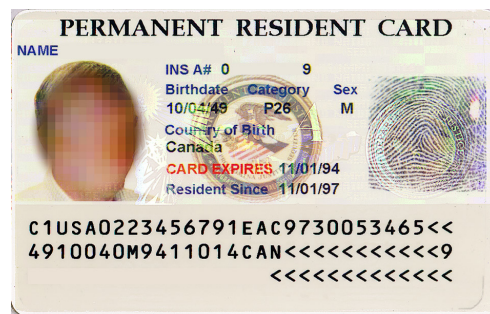 PERMANENT RESIDENT CARD
NAME
INS A# 0 9
Birthdate Category Sex
10/04/49 P26 M
Country of Birth
Canada
CARD EXPIRES 11/01/94
Resident Since 11/01/97
C1USA0223456791EAC9730053465<<
4910040M9411014CAN<<<<<<<<<<<9
<<<<<<<<<<<<<